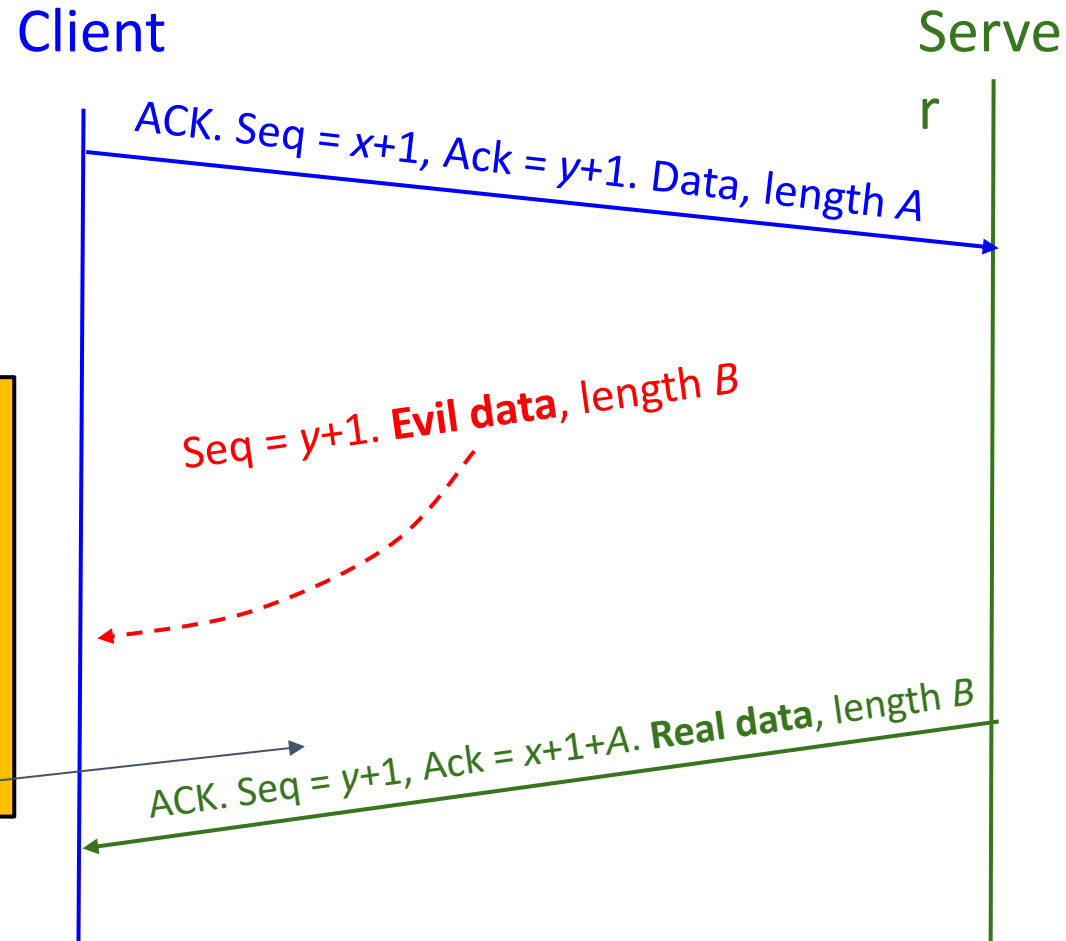 Client
Serve
r
ACK. Seq = x+1, Ack = y+1. Data, length A
Seq = y+1. Evil data, length B
ACK. Seq = y+1, Ack = x+1+A. Real data, length B